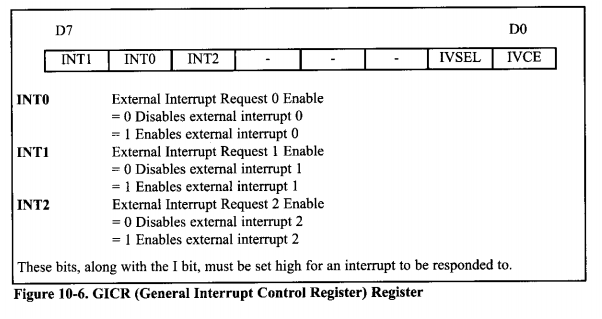 D7 D0
INT1 INT0 INT2 - - - IVSEL IVCE
INT0 External Interrupt Request 0 Enable
= 0 Disables external interrupt 0
= 1 Enables external interrupt 0
INT1 External Interrupt Request 1 Enable
= 0 Disables external interrupt 1
= 1 Enables external interrupt 1
INT2 External Interrupt Request 2 Enable
= 0 Disables external interrupt 2
= 1 Enables external interrupt 2
These bits, along with the I bit, must be set high for an interrupt to be responded to.
Figure 10-6. GICR (General Interrupt Control Register) Register